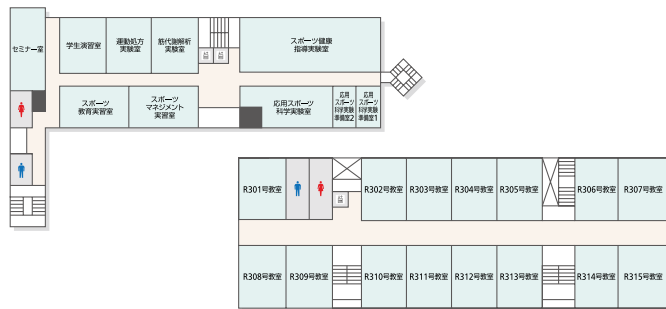 セミナー室
学生演習室
運動処方
実験室
筋代謝解析
実験室
スポーツ健康
指導実験室
スポーツ
教育実習室
スポーツ
マネジメント
実習室
応用スポーツ
科学実験室
応用
スポーツ
科学実験
準備室2
応用
スポーツ
科学実験
準備室1
R301号教室
R302号教室
R303号教室
R304号教室
R305号教室
R306号教室
R307号教室
R308号教室
R309号教室
R310号教室
R311号教室
R312号教室
R313号教室
R314号教室
R315号教室